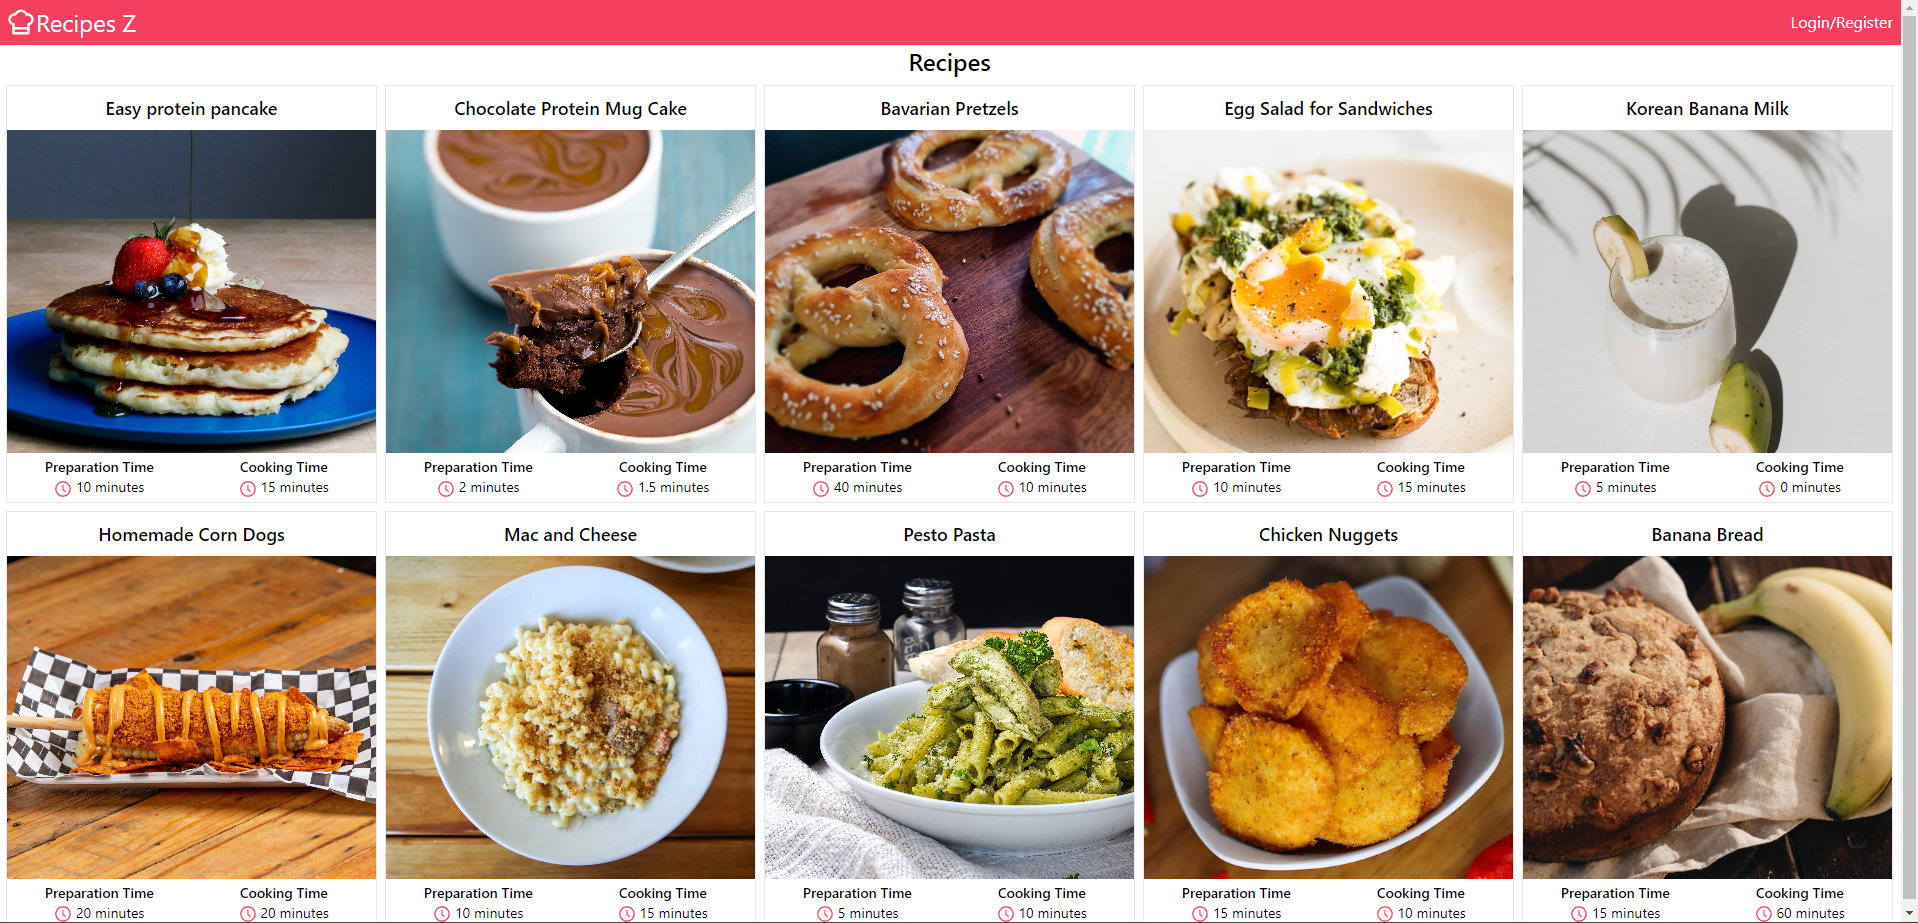 Recipes Z
Login/Register
Recipes
Easy protein pancake
Chocolate Protein Mug Cake
Bavarian Pretzels
Egg Salad for Sandwiches
Korean Banana Milk
Preparation Time Cooking Time
10 minutes 15 minutes
Preparation Time Cooking Time
2 minutes 1.5 minutes
Preparation Time Cooking Time
40 minutes 10 minutes
Preparation Time Cooking Time
10 minutes 15 minutes
Preparation Time Cooking Time
5 minutes 0 minutes
Homemade Corn Dogs
Mac and Cheese
Pesto Pasta
Chicken Nuggets
Banana Bread
Preparation Time Cooking Time
20 minutes 20 minutes
Preparation Time Cooking Time
10 minutes 15 minutes
Preparation Time Cooking Time
5 minutes 10 minutes
Preparation Time Cooking Time
15 minutes 10 minutes
Preparation Time Cooking Time
15 minutes 60 minutes